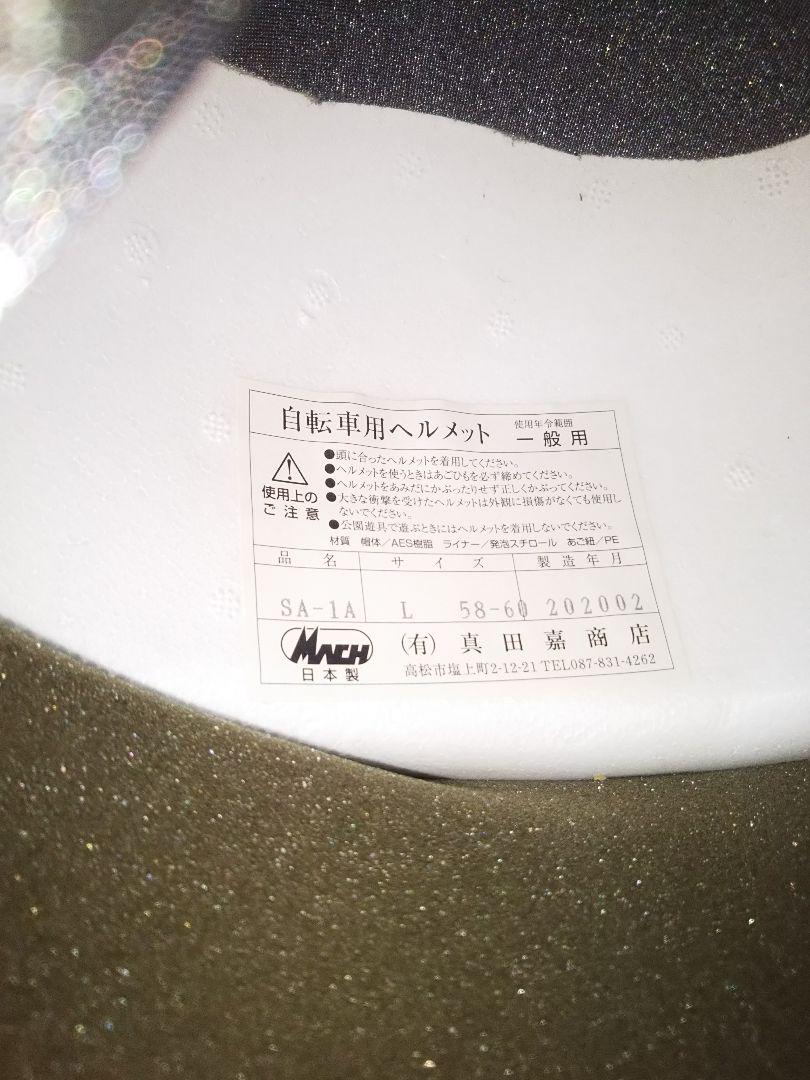 自転車用ヘルメット 使用年令範囲 一般用
使用上のご注意
●頭に合ったヘルメットを着用してください。
●ヘルメットを使うときはあごひもを必ず締めてください。
●ヘルメットをあみだにかぶったりせず正しくかぶってください。
●大きな衝撃を受けたヘルメットは外観に損傷がなくても使用し
ないでください。
●公園遊具で遊ぶときにはヘルメットを着用しないでください。
材質 帽体/AES樹脂 ライナー/発泡スチロール あご紐/PE
品名 サイズ 製造年月
SA-1A L 58-60 202002
MACH (有) 真田嘉商店
日本製 高松市塩上町2-12-21 TEL087-831-4262